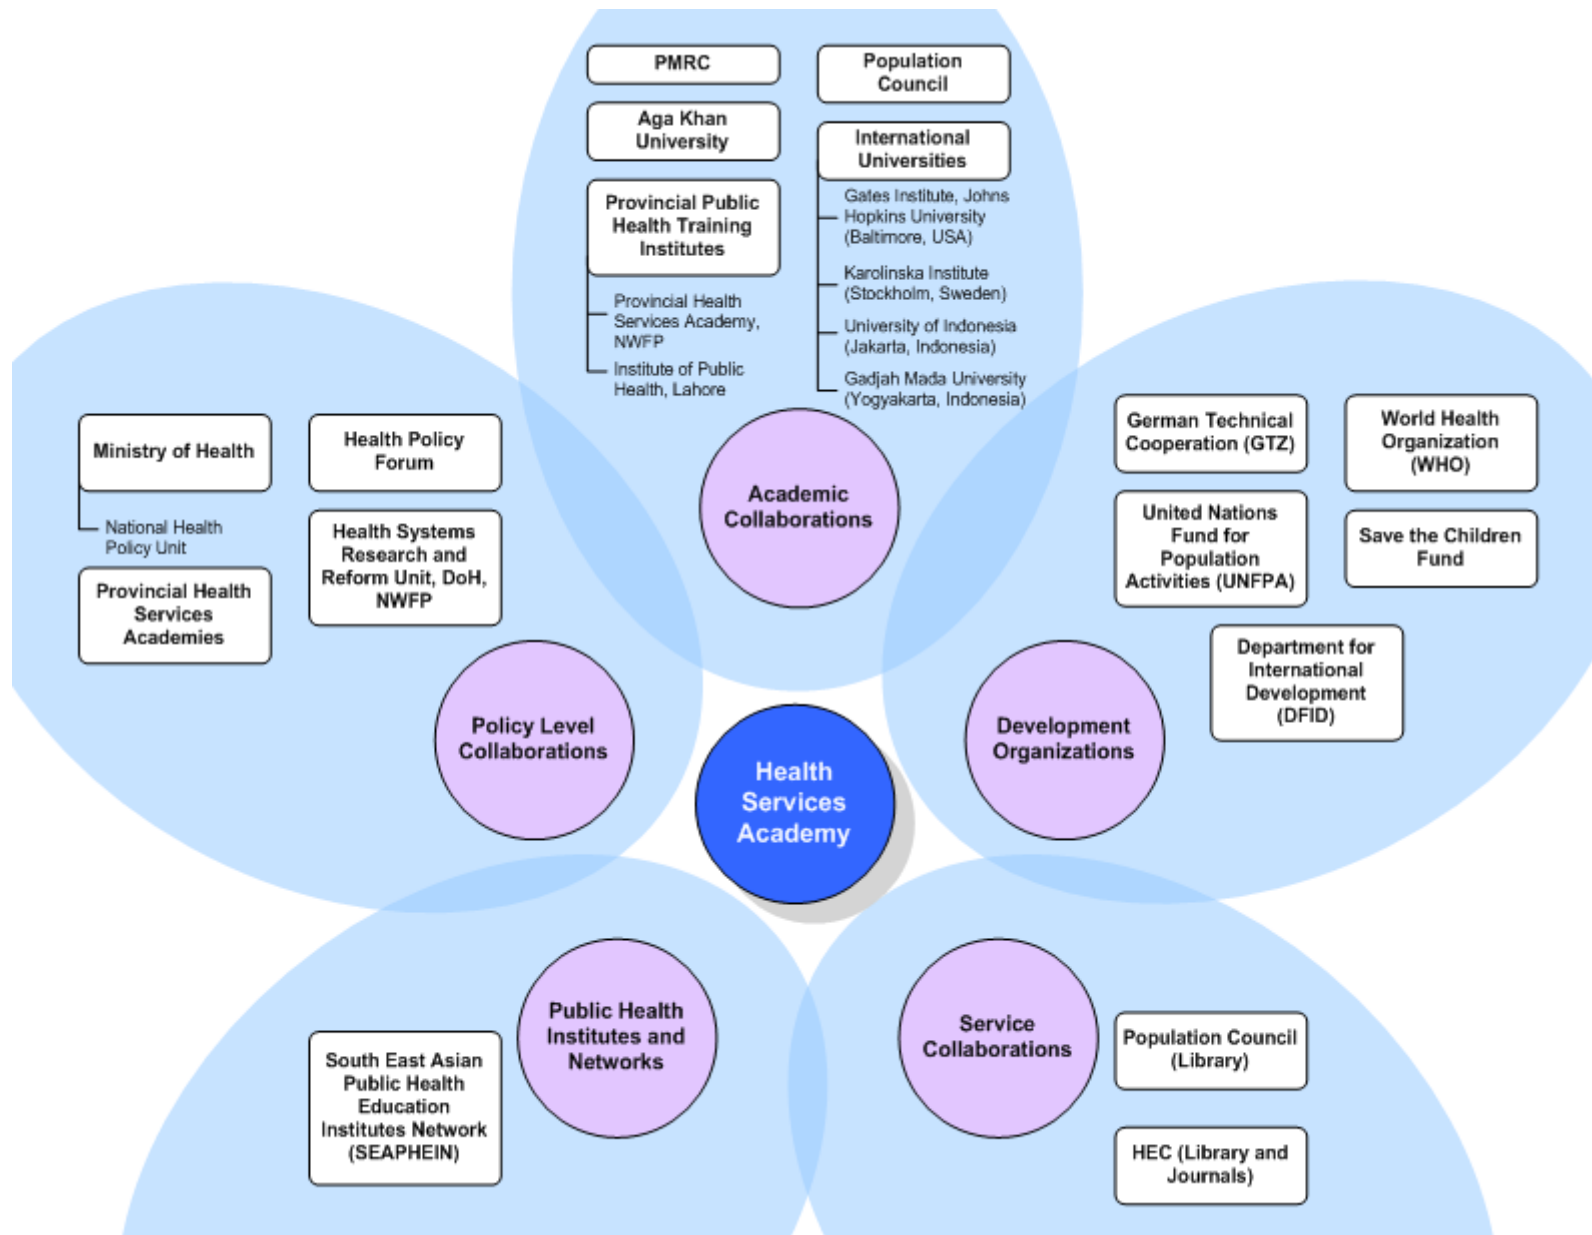 PMRC
Aga Khan
University
Provincial Public
Health Training
Institutes
Provincial Health
Services Academy,
NWFP
Institute of Public
Health, Lahore
Population
Council
International
Universities
Gates Institute, Johns
Hopkins University
(Baltimore, USA)
Karolinska Institute
(Stockholm, Sweden)
University of Indonesia
(Jakarta, Indonesia)
Gadjah Mada University
(Yogyakarta, Indonesia)
Academic
Collaborations
Ministry of Health
National Health
Policy Unit
Provincial Health
Services
Academies
Health Policy
Forum
Health Systems
Research and
Reform Unit, DoH,
NWFP
Policy Level
Collaborations
German Technical
Cooperation (GTZ)
United Nations
Fund for
Population
Activities (UNFPA)
World Health
Organization
(WHO)
Save the Children
Fund
Department for
International
Development
(DFID)
Development
Organizations
Health
Services
Academy
South East Asian
Public Health
Education
Institutes Network
(SEAPHEIN)
Public Health
Institutes and
Networks
Service
Collaborations
Population Council
(Library)
HEC (Library and
Journals)